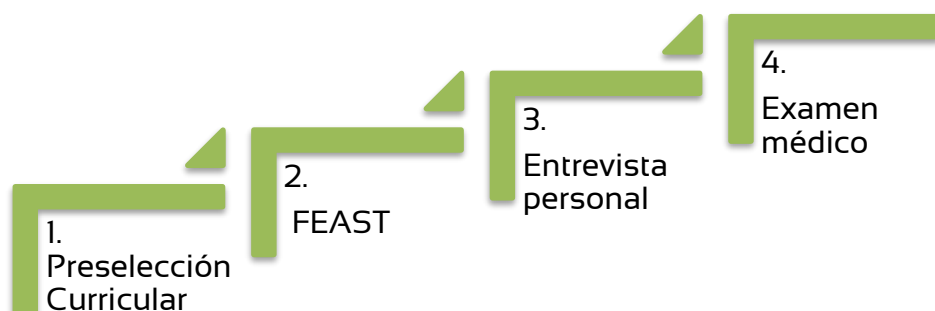 1.
Preselección
Curricular
2.
FEAST
3.
Entrevista
personal
4.
Examen
médico